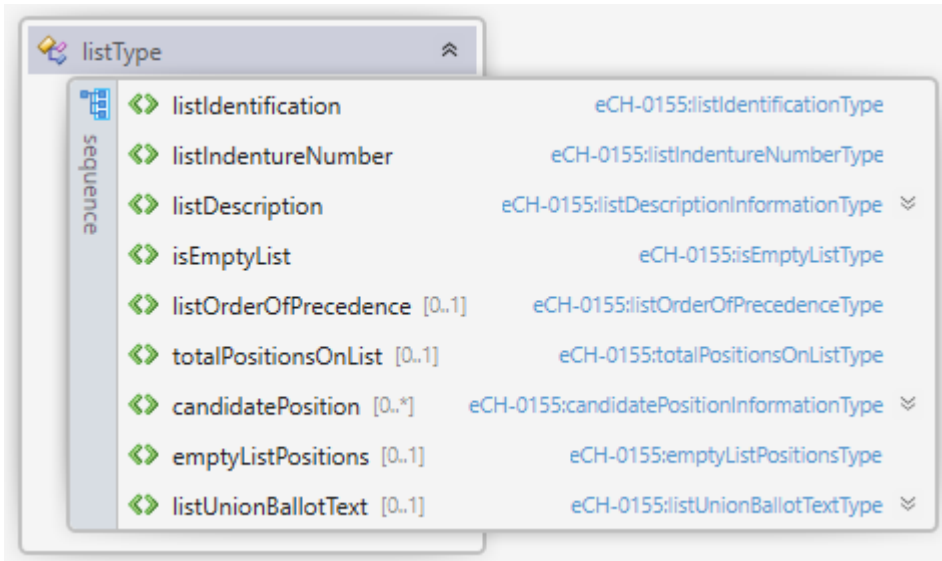 listType
sequence
listIdentification eCH-0155:listIdentificationType
listIndentureNumber eCH-0155:listIndentureNumberType
listDescription eCH-0155:listDescriptionInformationType
isEmptyList eCH-0155:isEmptyListType
listOrderOfPrecedence [0..1] eCH-0155:listOrderOfPrecedenceType
totalPositionsOnList [0..1] eCH-0155:totalPositionsOnListType
candidatePosition [0..*] eCH-0155:candidatePositionInformationType
emptyListPositions [0..1] eCH-0155:emptyListPositionsType
listUnionBallotText [0..1] eCH-0155:listUnionBallotTextType